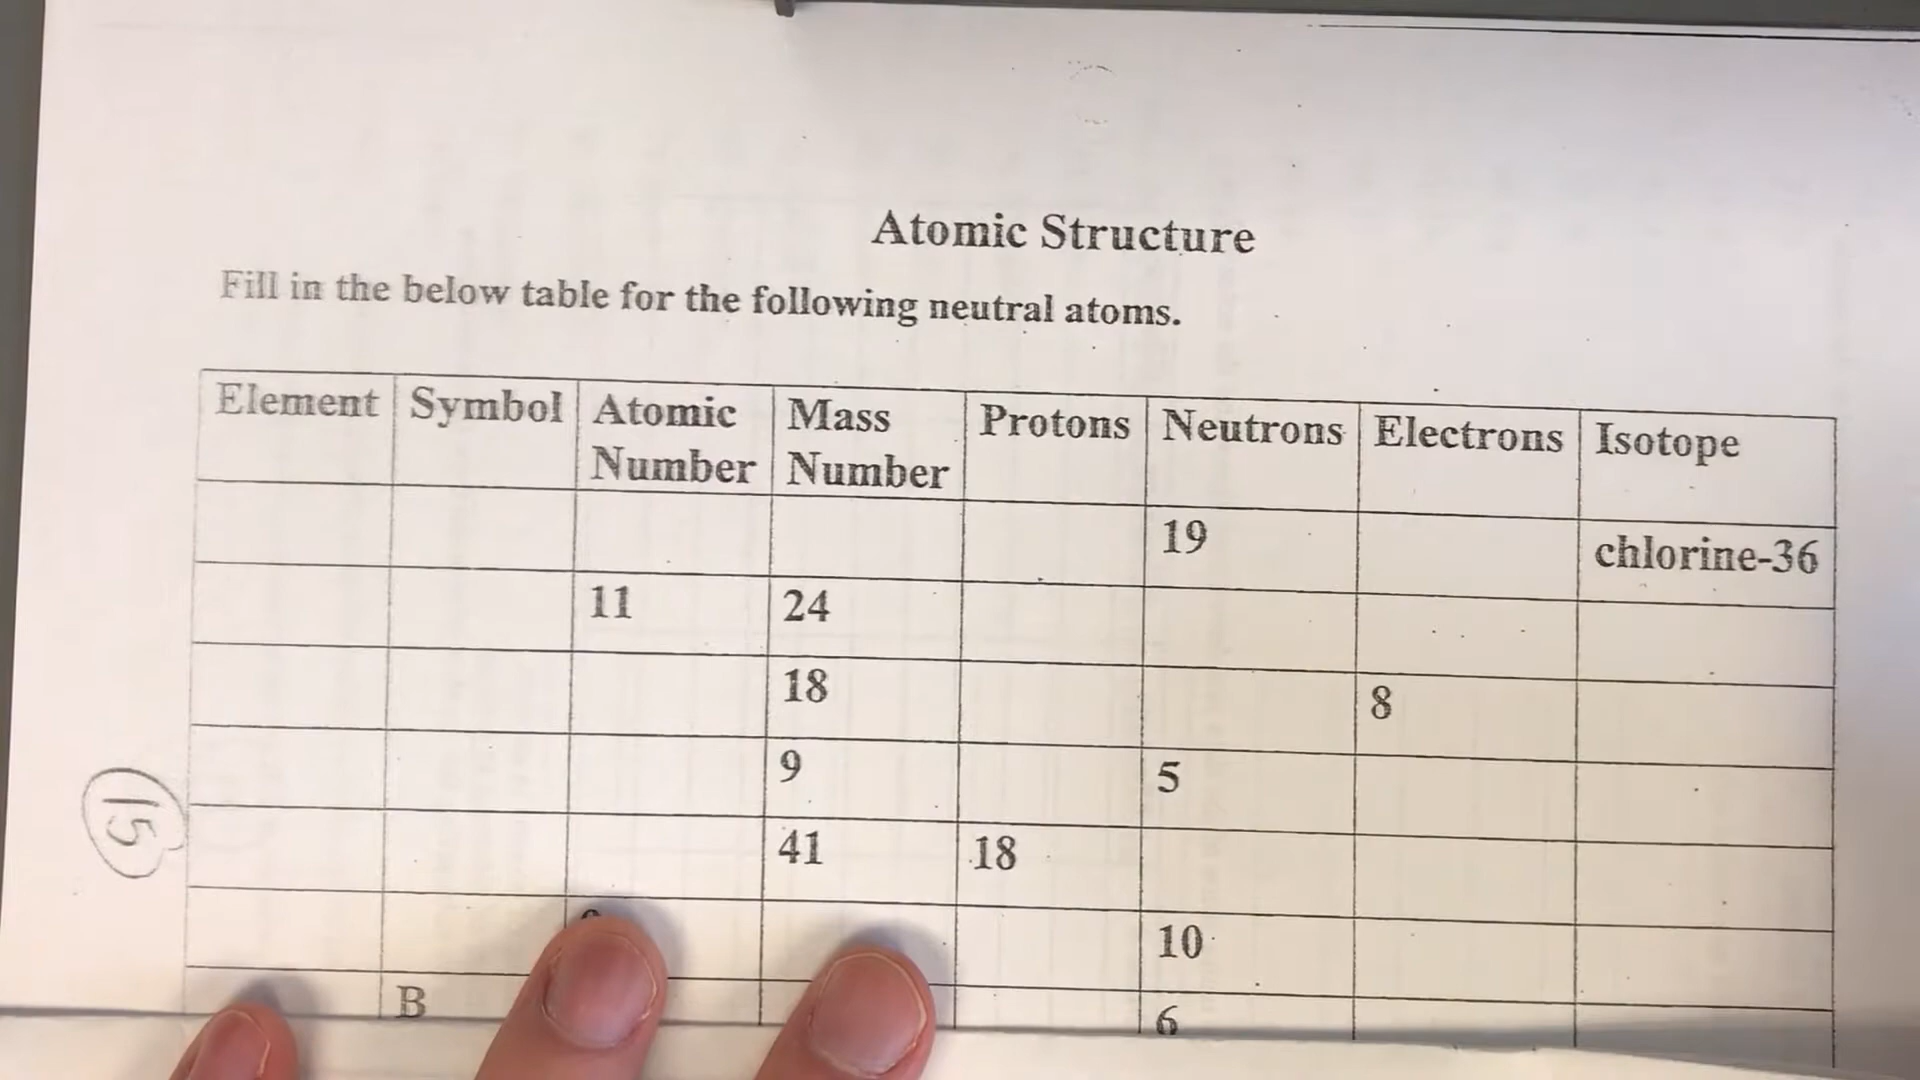 Atomic Structure
Fill in the below table for the following neutral atoms.
Element Symbol Atomic Number Mass Number Protons Neutrons Electrons Isotope
19 chlorine-36
11 24
18 8
9 5
15
41 18
10
B 6